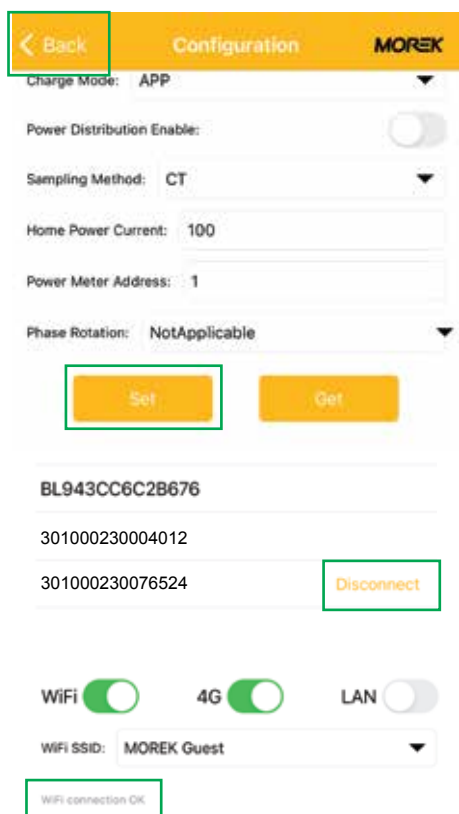 Back Configuration MOREK
Charge Mode: APP
Power Distribution Enable:
Sampling Method: CT
Home Power Current: 100
Power Meter Address: 1
Phase Rotation: NotApplicable
Set Get
BL943CC6C2B676
301000230004012
301000230076524 Disconnect
WiFi 4G LAN
WiFi SSID: MOREK Guest
WiFi connection OK